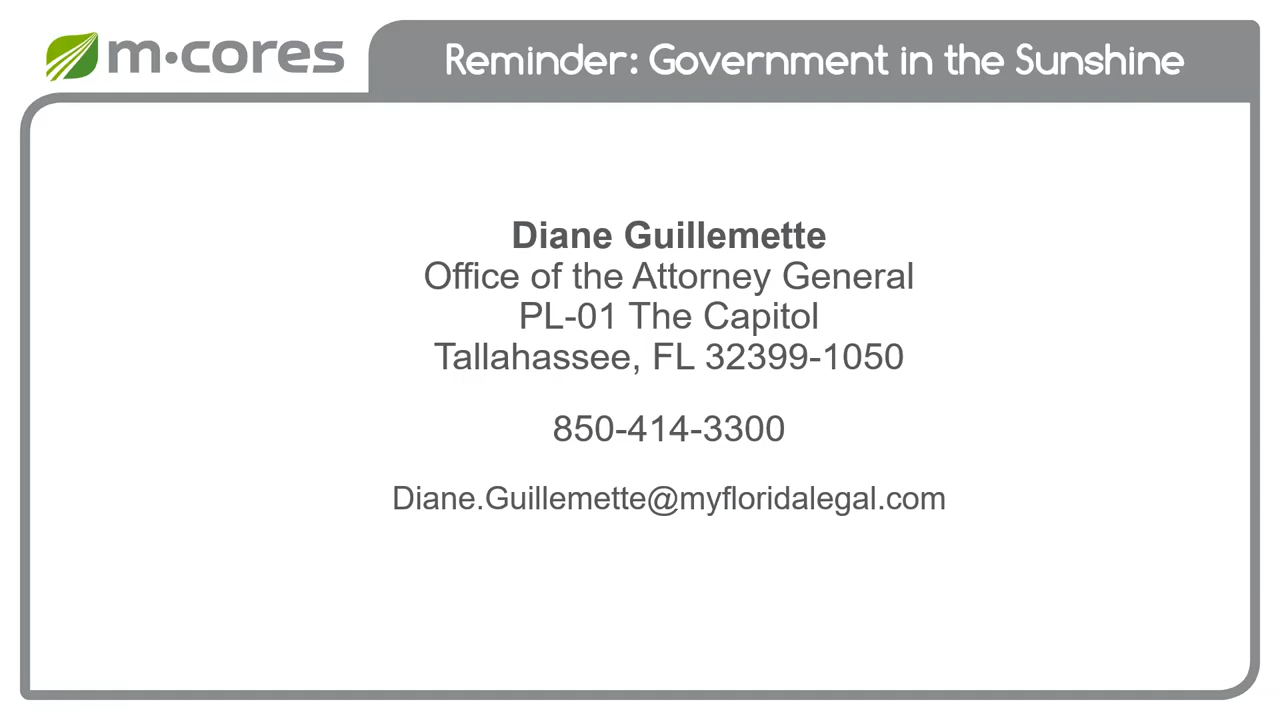 m·cores
Reminder: Government in the Sunshine
Diane Guillemette
Office of the Attorney General
PL-01 The Capitol
Tallahassee, FL 32399-1050
850-414-3300
Diane.Guillemette@myfloridalegal.com